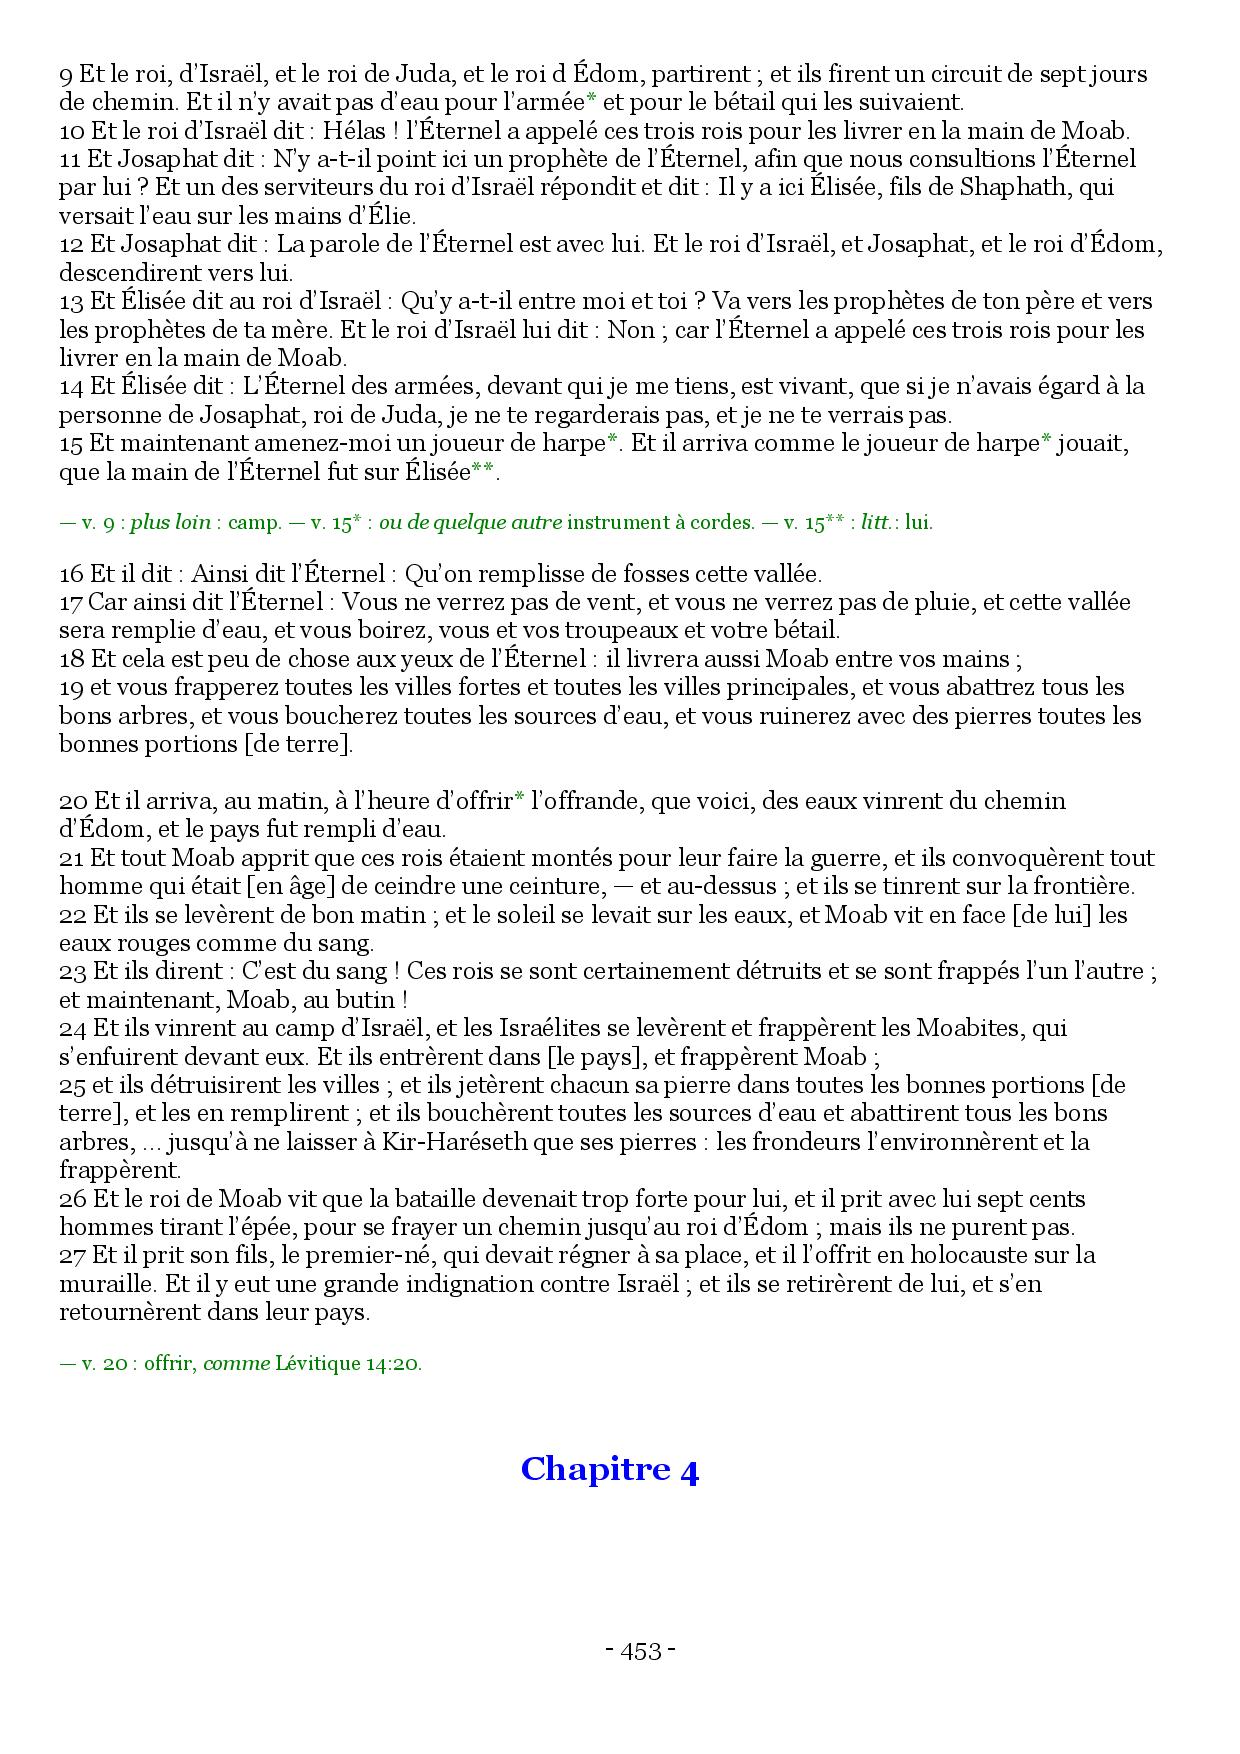 9 Et le roi, d’Israël, et le roi de Juda, et le roi d Édom, partirent ; et ils firent un circuit de sept jours
de chemin. Et il n’y avait pas d’eau pour l’armée* et pour le bétail qui les suivaient.
10 Et le roi d’Israël dit : Hélas ! l’Éternel a appelé ces trois rois pour les livrer en la main de Moab.
11 Et Josaphat dit : N’y a-t-il point ici un prophète de l’Éternel, afin que nous consultions l’Éternel
par lui ? Et un des serviteurs du roi d’Israël répondit et dit : Il y a ici Élisée, fils de Shaphath, qui
versait l’eau sur les mains d’Élie.
12 Et Josaphat dit : La parole de l’Éternel est avec lui. Et le roi d’Israël, et Josaphat, et le roi d’Édom,
descendirent vers lui.
13 Et Élisée dit au roi d’Israël : Qu’y a-t-il entre moi et toi ? Va vers les prophètes de ton père et vers
les prophètes de ta mère. Et le roi d’Israël lui dit : Non ; car l’Éternel a appelé ces trois rois pour les
livrer en la main de Moab.
14 Et Élisée dit : L’Éternel des armées, devant qui je me tiens, est vivant, que si je n’avais égard à la
personne de Josaphat, roi de Juda, je ne te regarderais pas, et je ne te verrais pas.
15 Et maintenant amenez-moi un joueur de harpe*. Et il arriva comme le joueur de harpe* jouait,
que la main de l’Éternel fut sur Élisée**.
— v. 9 : plus loin : camp. — v. 15* : ou de quelque autre instrument à cordes. — v. 15** : litt.: lui.
16 Et il dit : Ainsi dit l’Éternel : Qu’on remplisse de fosses cette vallée.
17 Car ainsi dit l’Éternel : Vous ne verrez pas de vent, et vous ne verrez pas de pluie, et cette vallée
sera remplie d’eau, et vous boirez, vous et vos troupeaux et votre bétail.
18 Et cela est peu de chose aux yeux de l’Éternel : il livrera aussi Moab entre vos mains ;
19 et vous frapperez toutes les villes fortes et toutes les villes principales, et vous abattrez tous les
bons arbres, et vous boucherez toutes les sources d’eau, et vous ruinerez avec des pierres toutes les
bonnes portions [de terre].
20 Et il arriva, au matin, à l’heure d’offrir* l’offrande, que voici, des eaux vinrent du chemin
d’Édom, et le pays fut rempli d’eau.
21 Et tout Moab apprit que ces rois étaient montés pour leur faire la guerre, et ils convoquèrent tout
homme qui était [en âge] de ceindre une ceinture, — et au-dessus ; et ils se tinrent sur la frontière.
22 Et ils se levèrent de bon matin ; et le soleil se levait sur les eaux, et Moab vit en face [de lui] les
eaux rouges comme du sang.
23 Et ils dirent : C’est du sang ! Ces rois se sont certainement détruits et se sont frappés l’un l’autre ;
et maintenant, Moab, au butin !
24 Et ils vinrent au camp d’Israël, et les Israélites se levèrent et frappèrent les Moabites, qui
s’enfuirent devant eux. Et ils entrèrent dans [le pays], et frappèrent Moab ;
25 et ils détruisirent les villes ; et ils jetèrent chacun sa pierre dans toutes les bonnes portions [de
terre], et les en remplirent ; et ils bouchèrent toutes les sources d’eau et abattirent tous les bons
arbres, ... jusqu’à ne laisser à Kir-Haréseth que ses pierres : les frondeurs l’environnèrent et la
frappèrent.
26 Et le roi de Moab vit que la bataille devenait trop forte pour lui, et il prit avec lui sept cents
hommes tirant l’épée, pour se frayer un chemin jusqu’au roi d’Édom ; mais ils ne purent pas.
27 Et il prit son fils, le premier-né, qui devait régner à sa place, et il l’offrit en holocauste sur la
muraille. Et il y eut une grande indignation contre Israël ; et ils se retirèrent de lui, et s’en
retournèrent dans leur pays.
— v. 20 : offrir, comme Lévitique 14:20.
Chapitre 4
- 453 -